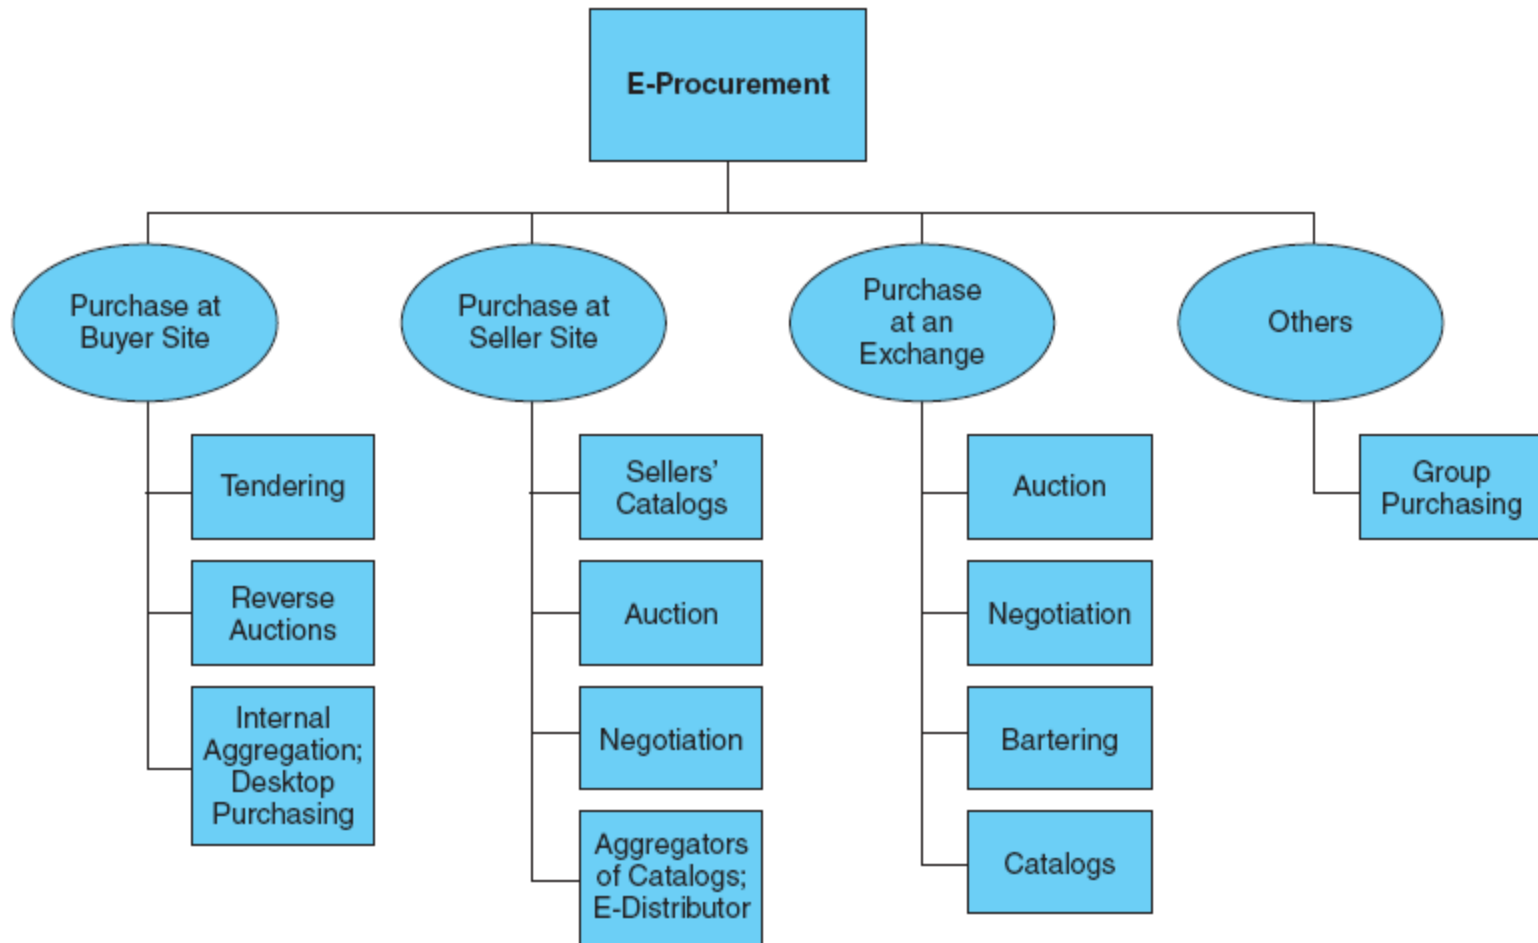 E-Procurement
Purchase at
Buyer Site
Purchase at
Seller Site
Purchase
at an
Exchange
Others
Tendering
Reverse
Auctions
Internal
Aggregation;
Desktop
Purchasing
Sellers’
Catalogs
Auction
Negotiation
Aggregators
of Catalogs;
E-Distributor
Auction
Negotiation
Bartering
Catalogs
Group
Purchasing